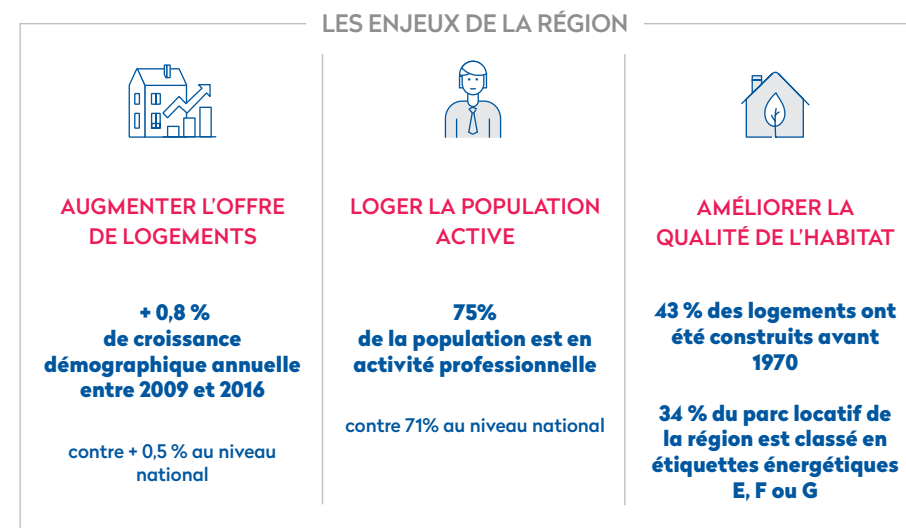 LES ENJEUX DE LA RÉGION
AUGMENTER L'OFFRE
DE LOGEMENTS
+ 0,8 %
de croissance
démographique annuelle
entre 2009 et 2016
contre + 0,5 % au niveau
national
LOGER LA POPULATION
ACTIVE
75%
de la population est en
activité professionnelle
contre 71% au niveau national
AMÉLIORER LA
QUALITÉ DE L'HABITAT
43 % des logements ont
été construits avant
1970
34 % du parc locatif de
la région est classé en
étiquettes énergétiques
E, F ou G